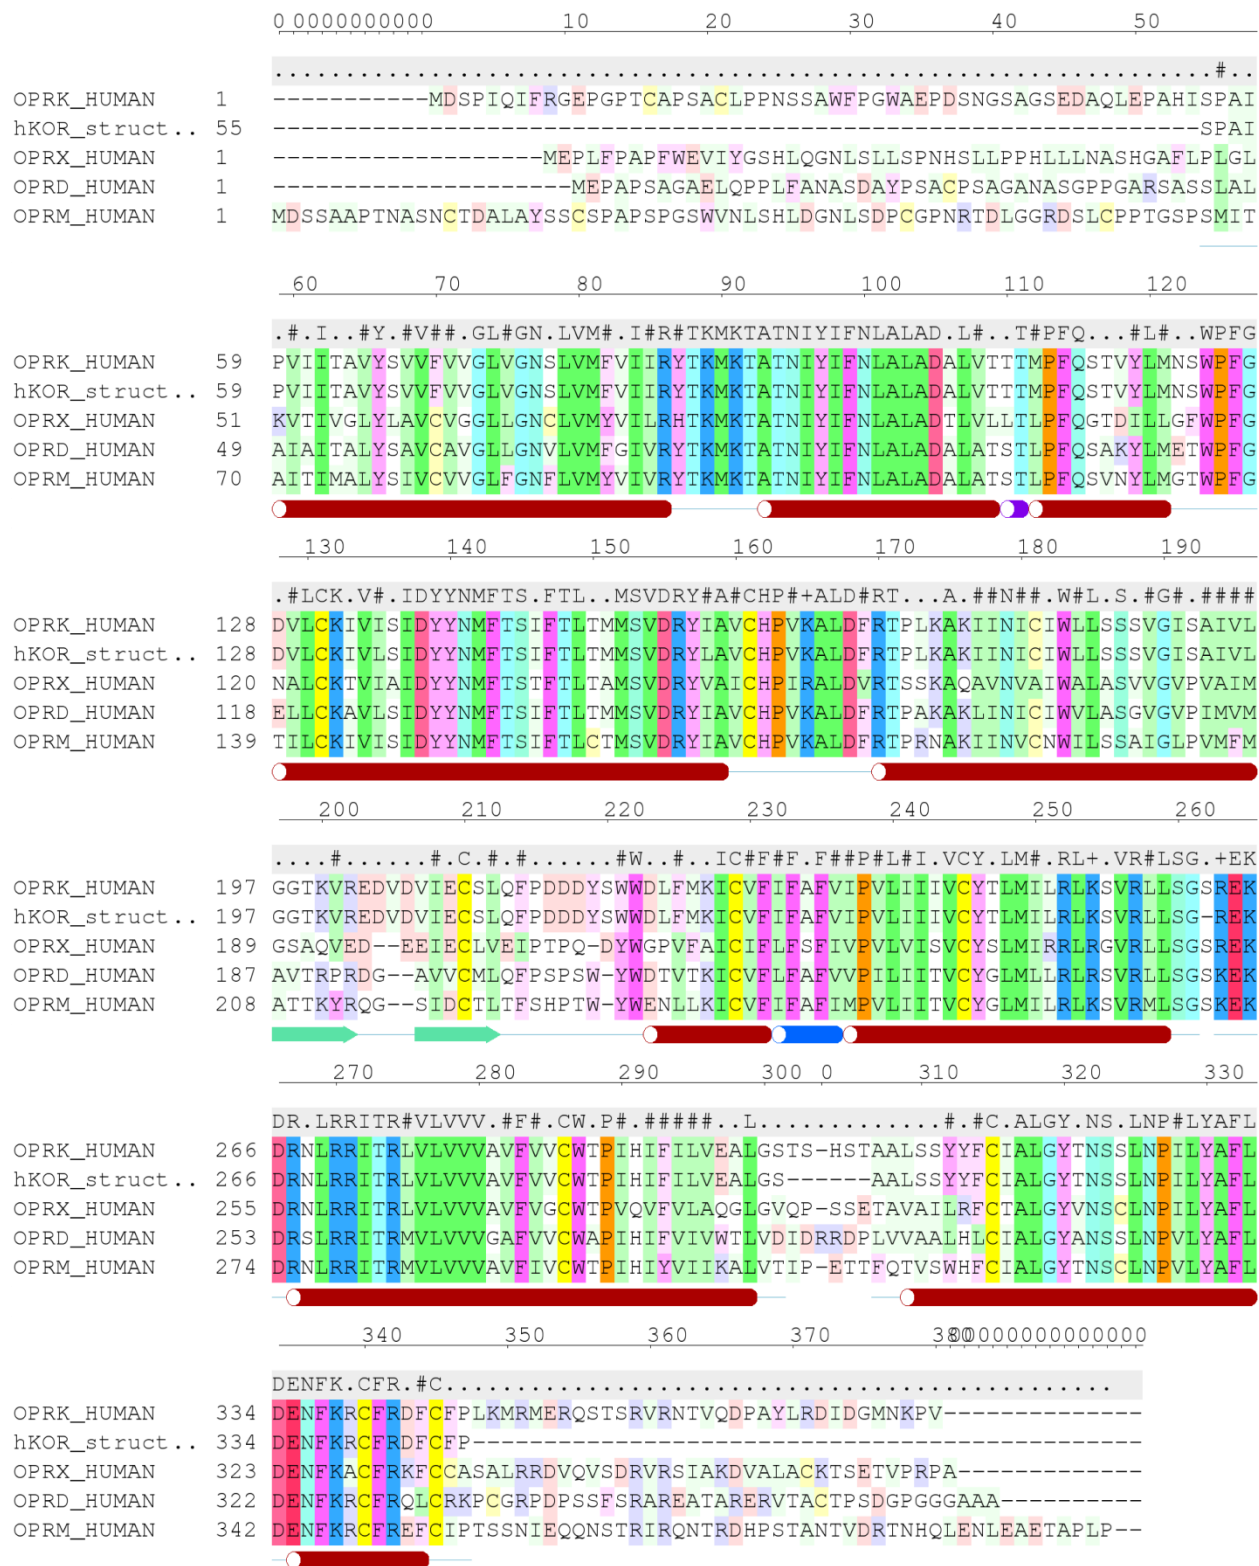 0 0000000000 10 20 30 40 50
.......................................................#..
OPRK_HUMAN 1 -----------MDSPIQIFRGEPGPTCAPSACLPPNSSAWFPGWAEPDSNGSAGSEDAQLEPAHISPAI
hKOR_struct.. 55 -----------------------------------------------------------------SPAI
OPRX_HUMAN 1 -------------------MEPLFPAPFWEVIYGSHLQGNLSLLSPNHSLLPPHLLLNASHGAFLPLGL
OPRD_HUMAN 1 ---------------------MEPAPSAGAELQPPLFANASDAYPSACPSAGANASGPPGARSASSLAL
OPRM_HUMAN 1 MDSSAAPTNASNCTDALAYSSCSPAPSPGSWVNLSHLDGNLSDPCGPNRTDLGGRDSLCPPTGSPSMIT
60 70 80 90 100 110 120
.#.I..#Y.#V##.GL#GN.LVM#.I#R#TKMKTATNIYIFNLALAD.L#..T#PFQ...#L#..WPFG
OPRK_HUMAN 59 PVIITAVYSVVFVVGLVGNSLVMFVIIRYTKMKTATNIYIFNLALADALVTTTMPFQSTVYLMNSWPFG
hKOR_struct.. 59 PVIITAVYSVVFVVGLVGNSLVMFVIIRYTKMKTATNIYIFNLALADALVTTTMPFQSTVYLMNSWPFG
OPRX_HUMAN 51 KVTIVGLYLAVCVGGLLGNCLVMYVILRHTKMKTATNIYIFNLALADTLVLLTLPFQGTDILLGFWPFG
OPRD_HUMAN 49 AIAITALYSAVCAVGLLGNVLVMFGIVRYTKMKTATNIYIFNLALADALATSTLPFQSAKYLMETWPFG
OPRM_HUMAN 70 AITIMALYSIVCVVGLFGNFLVMYVIVRYTKMKTATNIYIFNLALADALATSTLPFQSVNYLMGTWPFG
130 140 150 160 170 180 190
.#LCK.V#.IDYYNMFTS.FTL..MSVDRY#A#CHP#+ALD#RT...A.##N##.W#L.S.#G#.####
OPRK_HUMAN 128 DVLCKIVISIDYYNMFTSIFTLTMMSVDRYIAVCHPVKALDFRTPLKAKIINICIWLLSSSVGISAIVL
hKOR_struct.. 128 DVLCKIVLSIDYYNMFTSIFTLTMMSVDRYLAVCHPVKALDFRTPLKAKIINICIWLLSSSVGISAIVL
OPRX_HUMAN 120 NALCKTVIAIDYYNMFTSTFTLTAMSVDRYVAICHPIRALDVRTSSKAQAVNVAIWALASVVGVPVAIM
OPRD_HUMAN 118 ELLCKAVLSIDYYNMFTSIFTLTMMSVDRYIAVCHPVKALDFRTPAKAKLINICIWVLASGVGVPIMVM
OPRM_HUMAN 139 TILCKIVISIDYYNMFTSIFTLCTMSVDRYIAVCHPVKALDFRTPRNAKIINVCNWILSSAIGLPVMFM
200 210 220 230 240 250 260
....#......#.C.#.#......#W..#..IC#F#F.F##P#L#I.VCY.LM#.RL+.VR#LSG.+EK
OPRK_HUMAN 197 GGTKVREDVDVIECSLQFPDDDYSWWDLFMKICVFIFAFVIPVLIIIVCYTLMILRLKSVRLLSGSREK
hKOR_struct.. 197 GGTKVREDVDVIECSLQFPDDDYSWWDLFMKICVFIFAFVIPVLIIIVCYTLMILRLKSVRLLSG-REK
OPRX_HUMAN 189 GSAQVED--EEIECLVEIPTPQ-DYWGPVFAICIFLFSFIVPVLVISVCYSLMIRRLRGVRLLSGSREK
OPRD_HUMAN 187 AVTRPRDG--AVVCMLQFPSPSW-YWDTVTKICVFLFAFVVPILIITVCYGLMLLRLRSVRLLSGSKEK
OPRM_HUMAN 208 ATTKYRQG--SIDCTLTFSHPTW-YWENLLKICVFIFAFIMPVLIITVCYGLMILRLKSVRMLSGSKEK
270 280 290 300 0 310 320 330
DR.LRRITR#VLVVV.#F#.CW.P#.#####..L.............#.#C.ALGY.NS.LNP#LYAFL
OPRK_HUMAN 266 DRNLRRITRLVLVVVAVFVVCWTPIHIFILVEALGSTS-HSTAALSSYYFCIALGYTNSSLNPILYAFL
hKOR_struct.. 266 DRNLRRITRLVLVVVAVFVVCWTPIHIFILVEALGS------AALSSYYFCIALGYTNSSLNPILYAFL
OPRX_HUMAN 255 DRNLRRITRLVLVVVAVFVGCWTPVQVFVLAQGLGVQP-SSETAVAILRFCTALGYVNSCLNPILYAFL
OPRD_HUMAN 253 DRSLRRITRMVLVVVGAFVVCWAPIHIFVIVWTLVDIDRRDPLVVAALHLCIALGYANSSLNPVLYAFL
OPRM_HUMAN 274 DRNLRRITRMVLVVVAVFIVCWTPIHIYVIIKALVTIP-ETTFQTVSWHFCIALGYTNSCLNPVLYAFL
340 350 360 370 380 0000000000000
DENFK.CFR.#C...............................................
OPRK_HUMAN 334 DENFKRCFRDFCFPLKMRMERQSTSRVRNTVQDPAYLRDIDGMNKPV--------------
hKOR_struct.. 334 DENFKRCFRDFCFP-----------------------------------------------
OPRX_HUMAN 323 DENFKACFRKFCCASALRRDVQVSDRVRSIAKDVALACKTSETVPRPA-------------
OPRD_HUMAN 322 DENFKRCFRQLCRKPCGRPDPSSFSRAREATARERVTACTPSDGPGGGAAA----------
OPRM_HUMAN 342 DENFKRCFREFCIPTSSNIEQQNSTRIRQNTRDHPSTANTVDRTNHQLENLEAETAPLP--